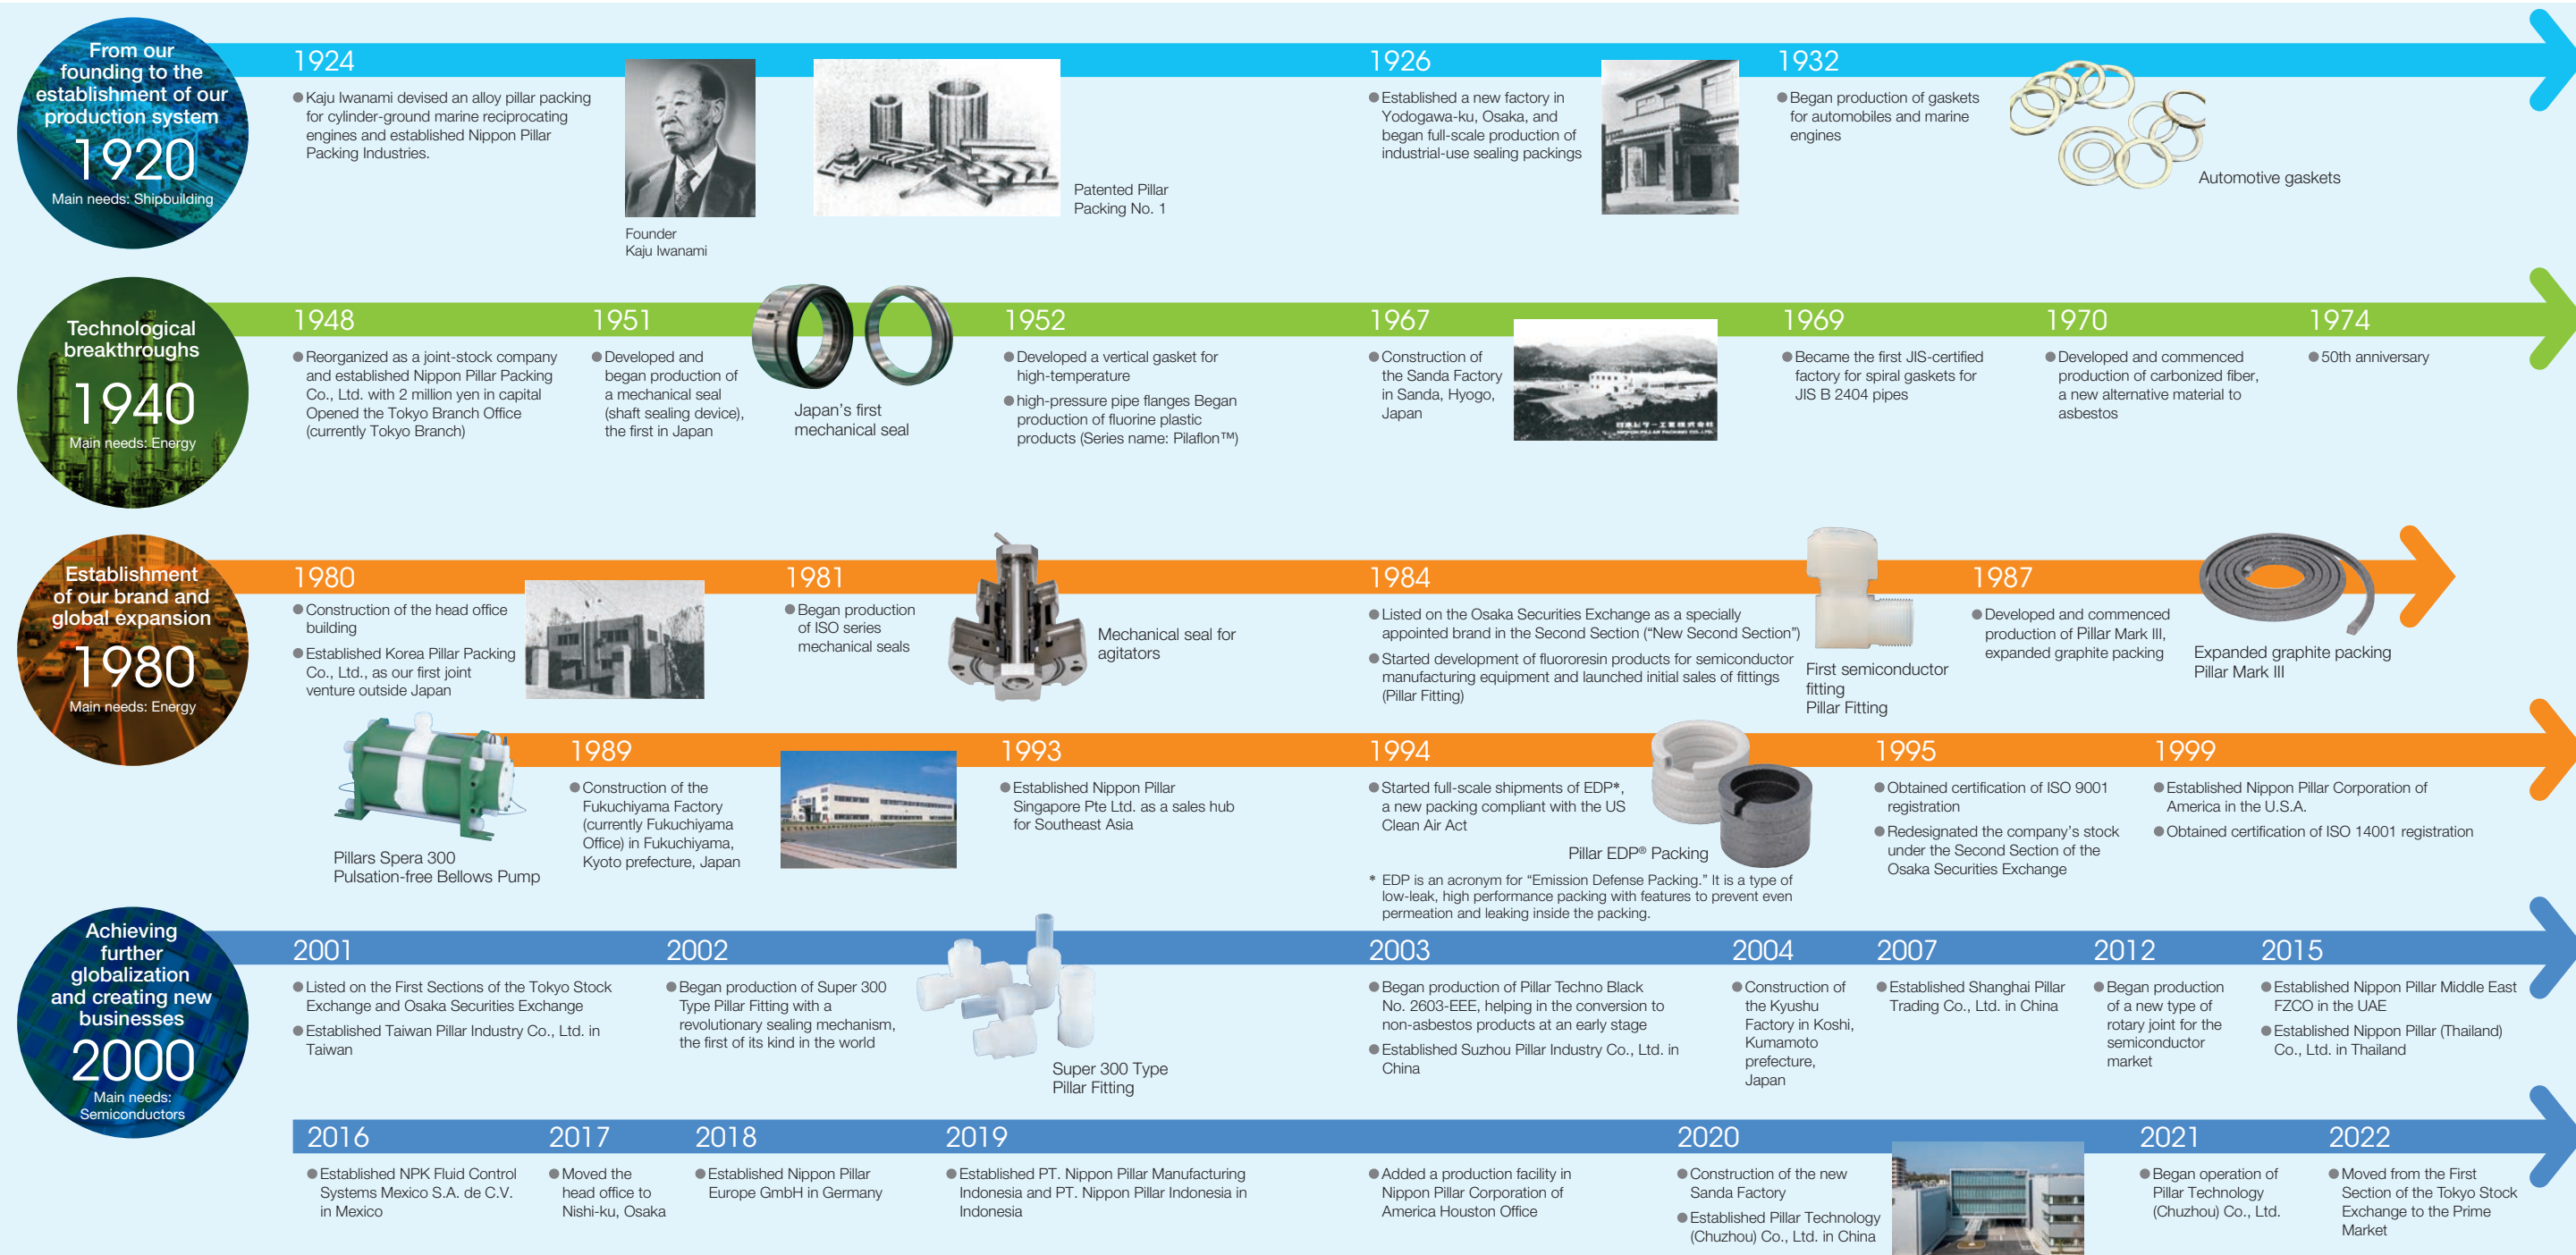 From our
founding to the
establishment of our
production system
1920
Main needs: Shipbuilding
1924
● Kaju Iwanami devised an alloy pillar packing
for cylinder-ground marine reciprocating
engines and established Nippon Pillar
Packing Industries.
Founder
Kaju Iwanami
Patented Pillar
Packing No. 1
1926
● Established a new factory in
Yodogawa-ku, Osaka, and
began full-scale production of
industrial-use sealing packings
1932
● Began production of gaskets
for automobiles and marine
engines
Automotive gaskets
Technological
breakthroughs
1940
Main needs: Energy
1948
● Reorganized as a joint-stock company
and established Nippon Pillar Packing
Co., Ltd. with 2 million yen in capital
Opened the Tokyo Branch Office
(currently Tokyo Branch)
1951
● Developed and
began production of
a mechanical seal
(shaft sealing device),
the first in Japan
Japan's first
mechanical seal
1952
● Developed a vertical gasket for
high-temperature
● high-pressure pipe flanges Began
production of fluorine plastic
products (Series name: Pilaflon™)
1967
● Construction of
the Sanda Factory
in Sanda, Hyogo,
Japan
日本ピラー工業株式会社
NIPPON PILLAR PACKING CO., LTD.
1969
● Became the first JIS-certified
factory for spiral gaskets for
JIS B 2404 pipes
1970
● Developed and commenced
production of carbonized fiber,
a new alternative material to
asbestos
1974
● 50th anniversary
Establishment
of our brand and
global expansion
1980
Main needs: Energy
1980
● Construction of the head office
building
● Established Korea Pillar Packing
Co., Ltd., as our first joint
venture outside Japan
1981
● Began production
of ISO series
mechanical seals
Mechanical seal for
agitators
1984
● Listed on the Osaka Securities Exchange as a specially
appointed brand in the Second Section (“New Second Section”)
● Started development of fluororesin products for semiconductor
manufacturing equipment and launched initial sales of fittings
(Pillar Fitting)
First semiconductor
fitting
Pillar Fitting
1987
● Developed and commenced
production of Pillar Mark III,
expanded graphite packing
Expanded graphite packing
Pillar Mark III
Pillars Spera 300
Pulsation-free Bellows Pump
1989
● Construction of the
Fukuchiyama Factory
(currently Fukuchiyama
Office) in Fukuchiyama,
Kyoto prefecture, Japan
1993
● Established Nippon Pillar
Singapore Pte Ltd. as a sales hub
for Southeast Asia
1994
● Started full-scale shipments of EDP*,
a new packing compliant with the US
Clean Air Act
Pillar EDP® Packing
* EDP is an acronym for “Emission Defense Packing.” It is a type of
low-leak, high performance packing with features to prevent even
permeation and leaking inside the packing.
1995
● Obtained certification of ISO 9001
registration
● Redesignated the company's stock
under the Second Section of the
Osaka Securities Exchange
1999
● Established Nippon Pillar Corporation of
America in the U.S.A.
● Obtained certification of ISO 14001 registration
Achieving
further
globalization
and creating new
businesses
2000
Main needs:
Semiconductors
2001
● Listed on the First Sections of the Tokyo Stock
Exchange and Osaka Securities Exchange
● Established Taiwan Pillar Industry Co., Ltd. in
Taiwan
2002
● Began production of Super 300
Type Pillar Fitting with a
revolutionary sealing mechanism,
the first of its kind in the world
Super 300 Type
Pillar Fitting
2003
● Began production of Pillar Techno Black
No. 2603-EEE, helping in the conversion to
non-asbestos products at an early stage
● Established Suzhou Pillar Industry Co., Ltd. in
China
2004
● Construction of
the Kyushu
Factory in Koshi,
Kumamoto
prefecture,
Japan
2007
● Established Shanghai Pillar
Trading Co., Ltd. in China
2012
● Began production
of a new type of
rotary joint for the
semiconductor
market
2015
● Established Nippon Pillar Middle East
FZCO in the UAE
● Established Nippon Pillar (Thailand)
Co., Ltd. in Thailand
2016
● Established NPK Fluid Control
Systems Mexico S.A. de C.V.
in Mexico
2017
● Moved the
head office to
Nishi-ku, Osaka
2018
● Established Nippon Pillar
Europe GmbH in Germany
2019
● Established PT. Nippon Pillar Manufacturing
Indonesia and PT. Nippon Pillar Indonesia in
Indonesia
● Added a production facility in
Nippon Pillar Corporation of
America Houston Office
2020
● Construction of the new
Sanda Factory
● Established Pillar Technology
(Chuzhou) Co., Ltd. in China
2021
● Began operation of
Pillar Technology
(Chuzhou) Co., Ltd.
2022
● Moved from the First
Section of the Tokyo Stock
Exchange to the Prime
Market